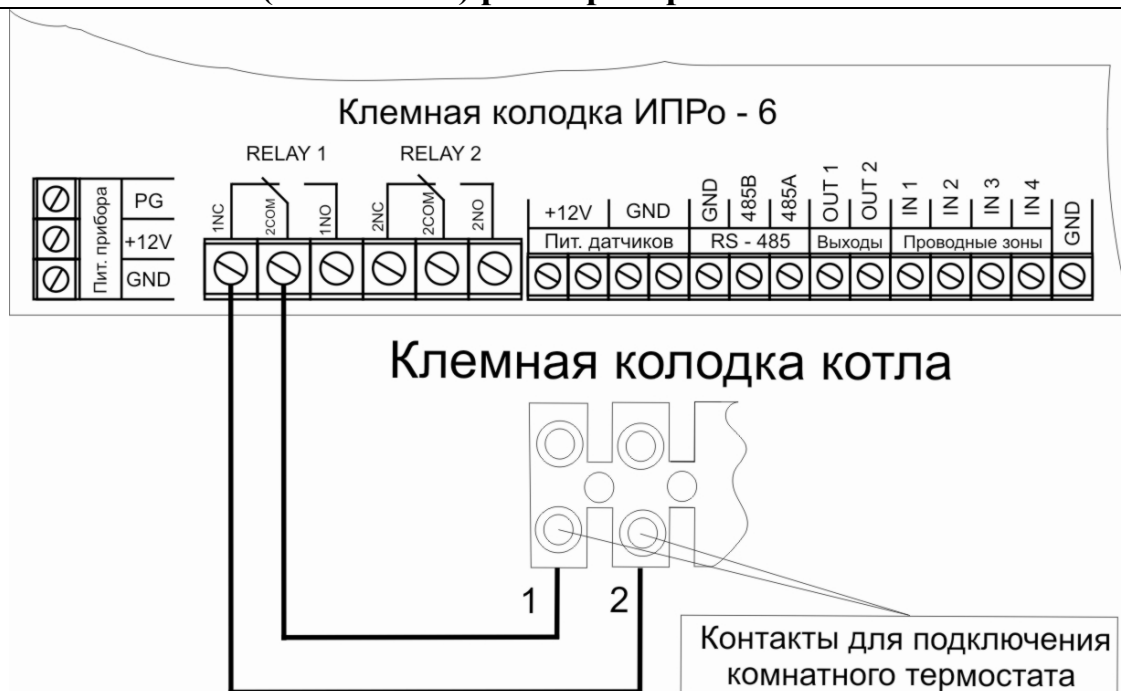 Клемная колодка ИПРо - 6
RELAY 1
RELAY 2
1NC
2COM
1NO
2NC
2COM
2NO
Пит. прибора
PG
+12V
GND
+12V
GND
GND
485B
485A
OUT 1
OUT 2
IN 1
IN 2
IN 3
IN 4
GND
Пит. датчиков
RS - 485
Выходы
Проводные зоны
Клемная колодка котла
1
2
Контакты для подключения
комнатного термостата